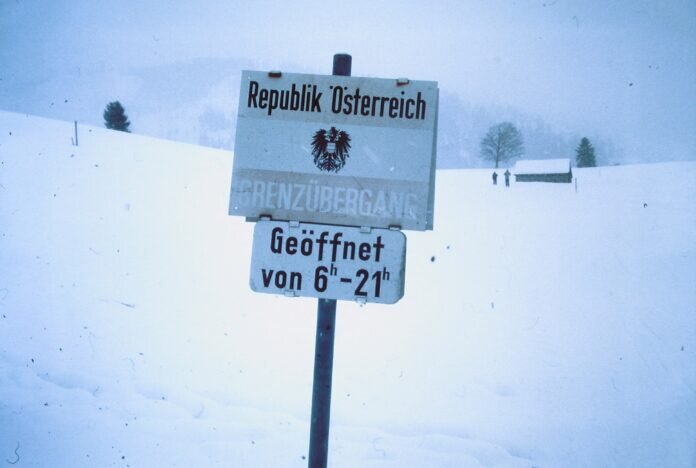 Republik Österreich
GRENZÜBERGANG
Geöffnet
von 6h-21h